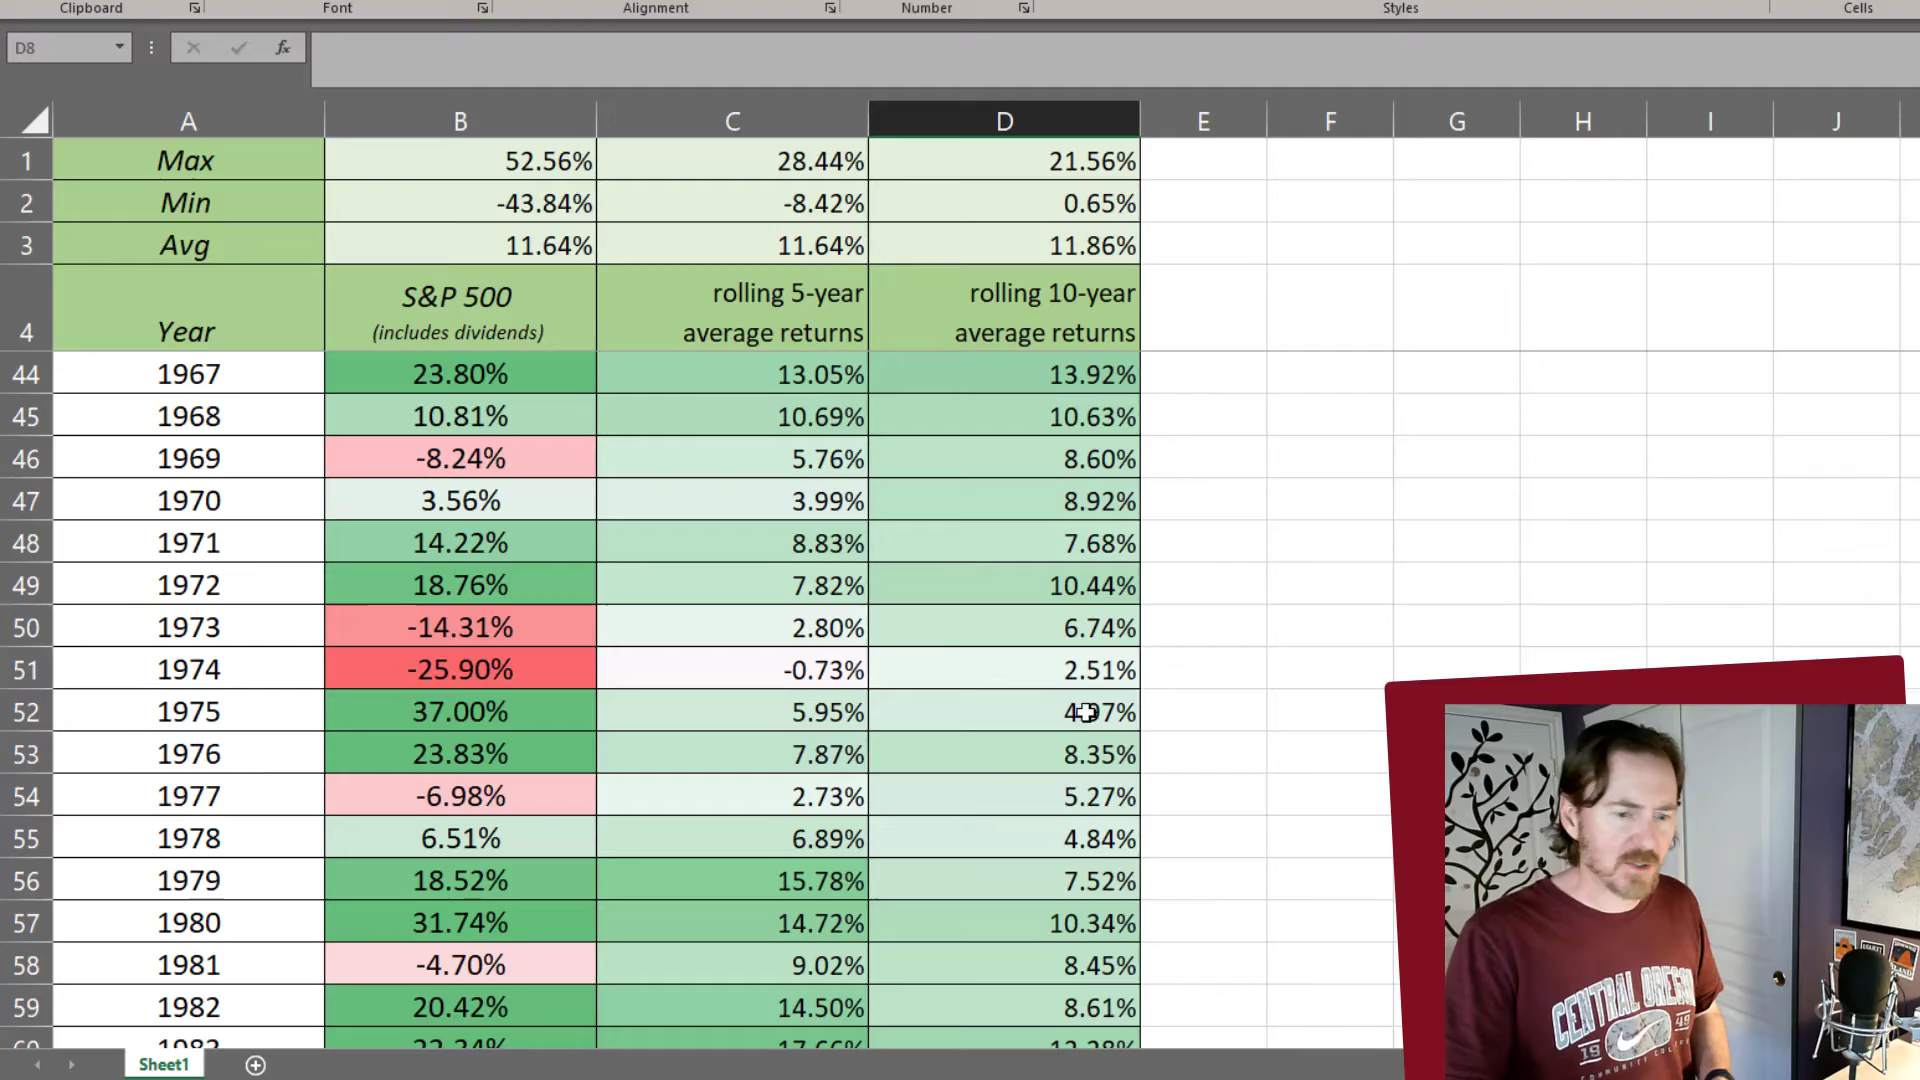 Clipboard Font Alignment Number Styles Cells
D8 fx
A B C D E F G H I J
1 Max 52.56% 28.44% 21.56%
2 Min -43.84% -8.42% 0.65%
3 Avg 11.64% 11.64% 11.86%
S&P 500 rolling 5-year rolling 10-year
4 Year (includes dividends) average returns average returns
44 1967 23.80% 13.05% 13.92%
45 1968 10.81% 10.69% 10.63%
46 1969 -8.24% 5.76% 8.60%
47 1970 3.56% 3.99% 8.92%
48 1971 14.22% 8.83% 7.68%
49 1972 18.76% 7.82% 10.44%
50 1973 -14.31% 2.80% 6.74%
51 1974 -25.90% -0.73% 2.51%
52 1975 37.00% 5.95%
53 1976 23.83% 7.87% 8.35%
54 1977 -6.98% 2.73% 5.27%
55 1978 6.51% 6.89% 4.84%
56 1979 18.52% 15.78% 7.52%
57 1980 31.74% 14.72% 10.34%
58 1981 -4.70% 9.02% 8.45%
59 1982 20.42% 14.50% 8.61%
Sheet1
CENTRAL OREGON
19 49
COMMUNITY COLLEGE